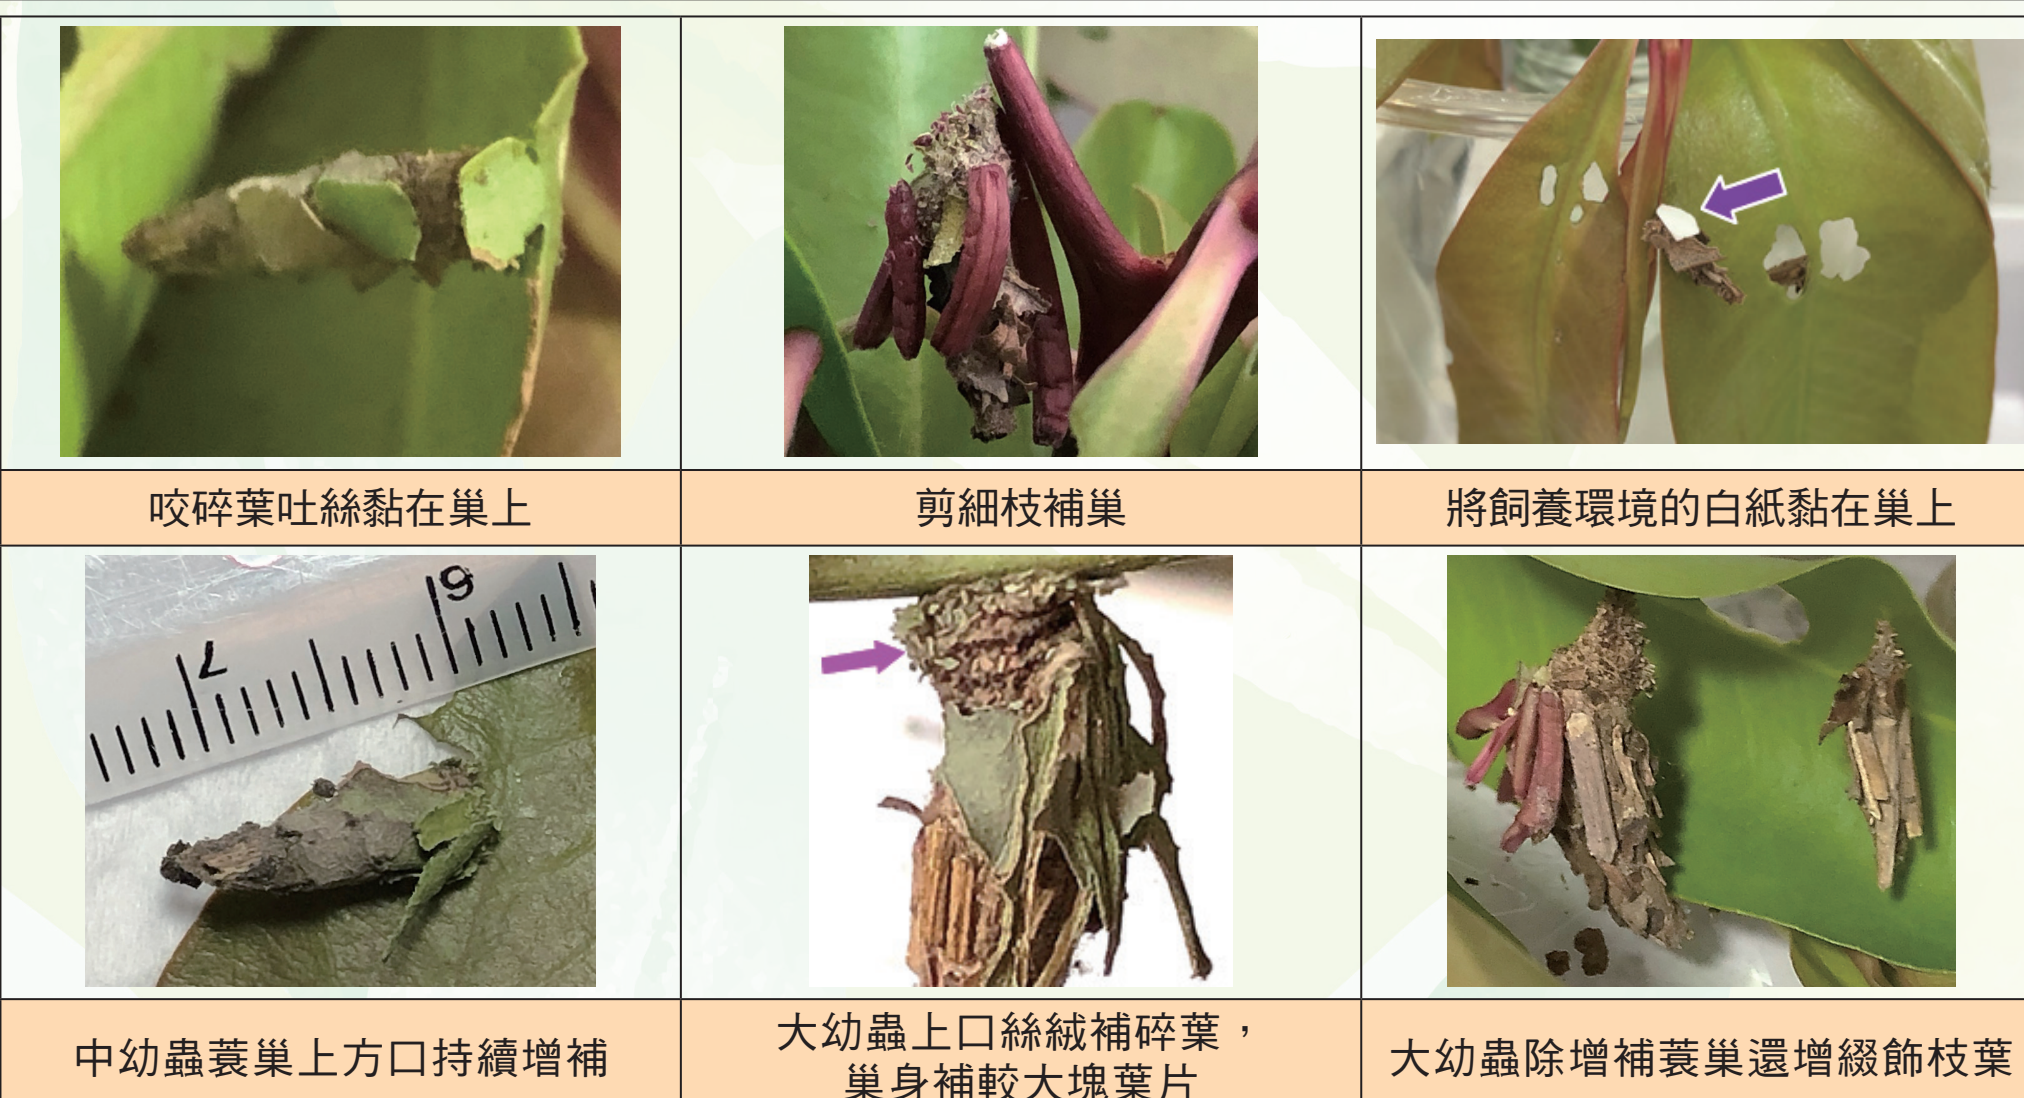 咬碎葉吐絲黏在巢上
剪細枝補巢
將飼養環境的白紙黏在巢上
7
6
中幼蟲蓑巢上方口持續增補
大幼蟲上口絲絨補碎葉，
巢身補較大塊葉片
大幼蟲除增補蓑巢還增綴飾枝葉